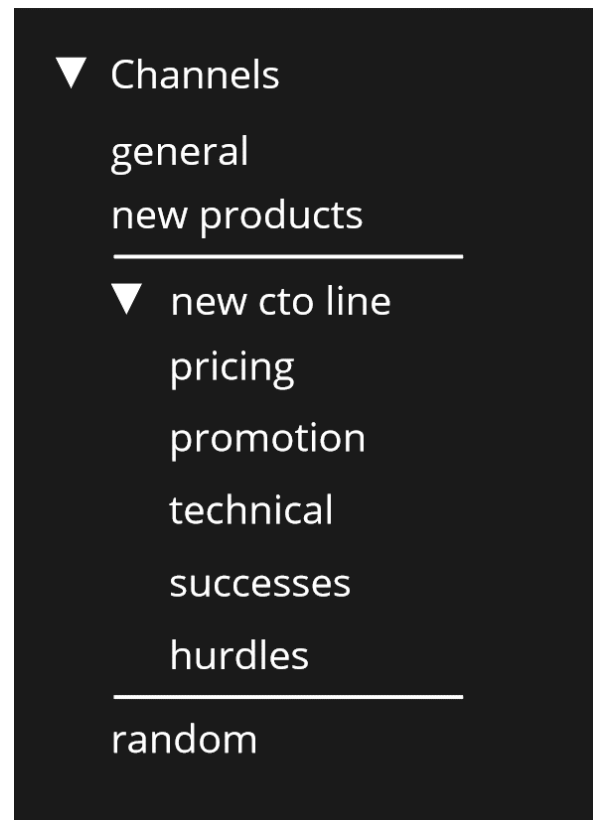 Channels
general
new products
new cto line
pricing
promotion
technical
successes
hurdles
random